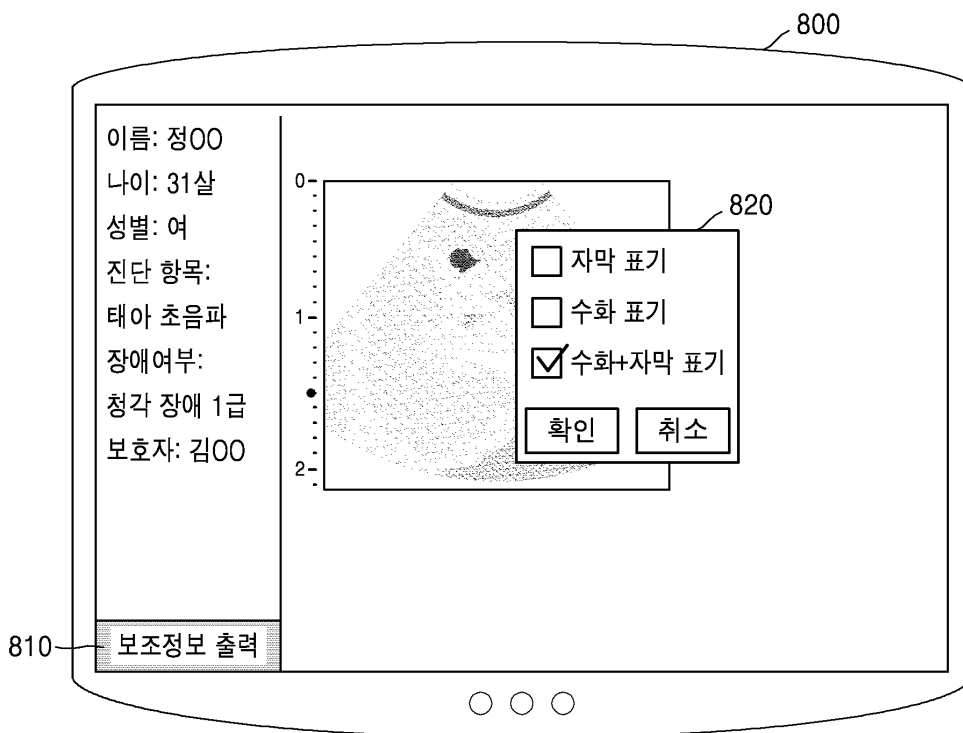 800
이름: 정OO
나이: 31살
성별: 여
진단 항목:
태아 초음파
장애여부:
청각 장애 1급
보호자: 김OO
0
1
2
820
자막 표기
수화 표기
수화+자막 표기
확인 취소
810
보조정보 출력